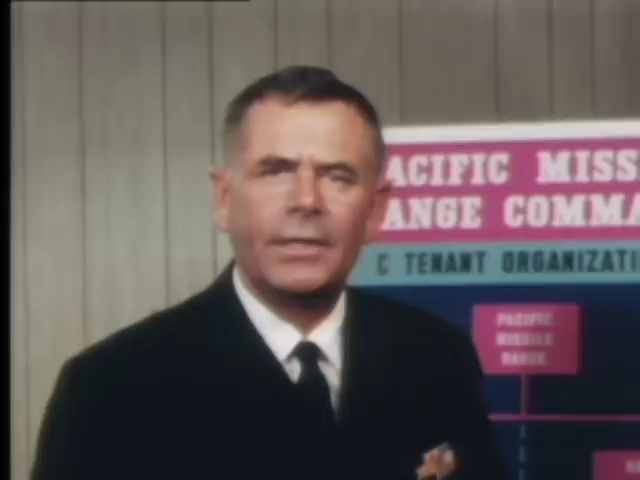 ACIFIC MISS
ANGE COMMA
C TENANT ORGANIZATI
PACIFIC
MISSILE
RANGE